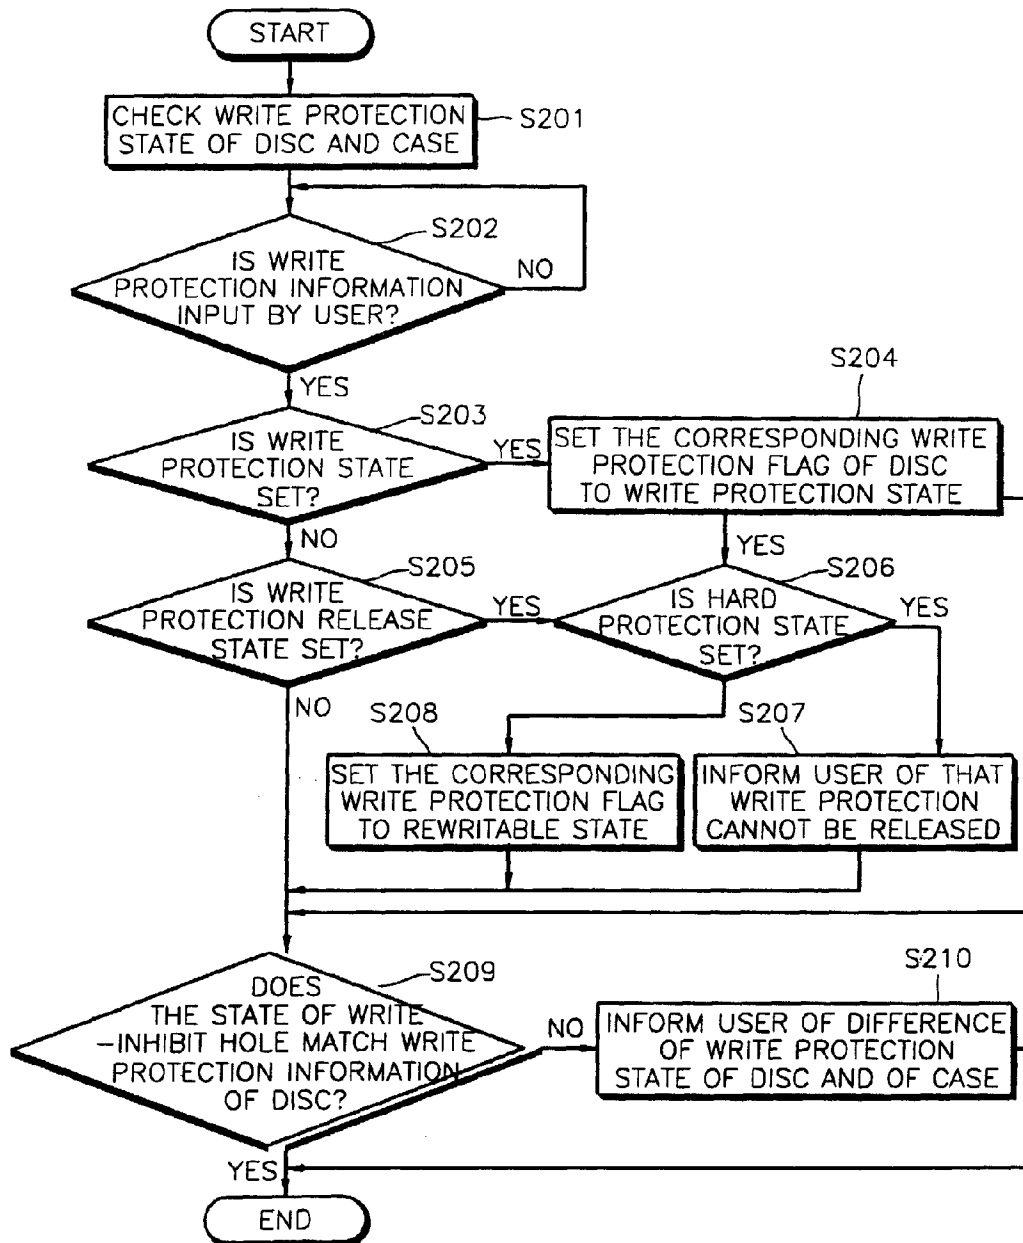 START
CHECK WRITE PROTECTION
STATE OF DISC AND CASE
S201
S202
IS WRITE
PROTECTION INFORMATION
INPUT BY USER?
NO
YES
S203
IS WRITE
PROTECTION STATE
SET?
YES
S204
SET THE CORRESPONDING WRITE
PROTECTION FLAG OF DISC
TO WRITE PROTECTION STATE
NO
YES
S205
IS WRITE
PROTECTION RELEASE
STATE SET?
YES
S206
IS HARD
PROTECTION STATE
SET?
YES
NO
S208
SET THE CORRESPONDING
WRITE PROTECTION FLAG
TO REWRITABLE STATE
S207
INFORM USER OF THAT
WRITE PROTECTION
CANNOT BE RELEASED
S209
DOES
THE STATE OF WRITE
-INHIBIT HOLE MATCH WRITE
PROTECTION INFORMATION
OF DISC?
NO
S210
INFORM USER OF DIFFERENCE
OF WRITE PROTECTION
STATE OF DISC AND OF CASE
YES
END